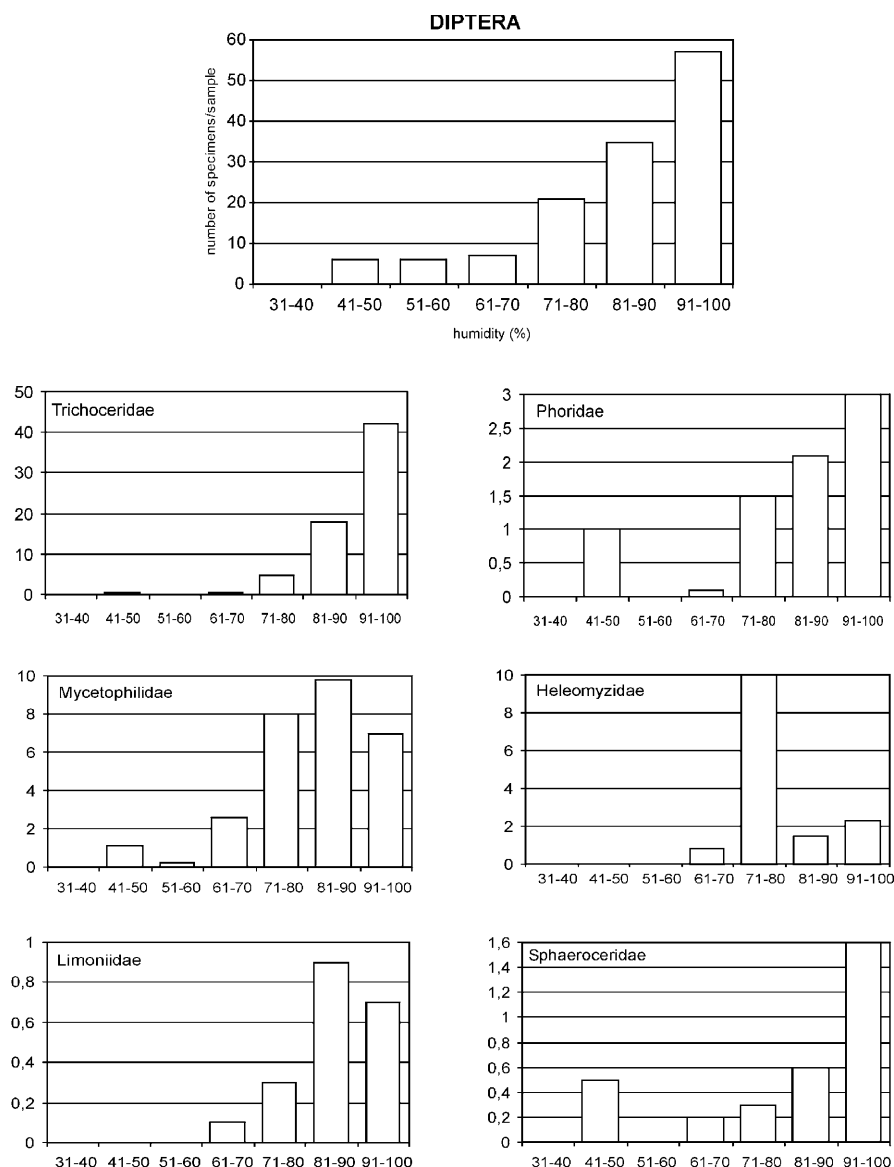 DIPTERA
60
50
40
30
20
10
0
number of specimens/sample
31-40 41-50 51-60 61-70 71-80 81-90 91-100
humidity (%)
Trichoceridae
50
40
30
20
10
0
31-40 41-50 51-60 61-70 71-80 81-90 91-100
Phoridae
3
2,5
2
1,5
1
0,5
0
31-40 41-50 51-60 61-70 71-80 81-90 91-100
Mycetophilidae
10
8
6
4
2
0
31-40 41-50 51-60 61-70 71-80 81-90 91-100
Heleomyzidae
10
8
6
4
2
0
31-40 41-50 51-60 61-70 71-80 81-90 91-100
Limoniidae
1
0,8
0,6
0,4
0,2
0
31-40 41-50 51-60 61-70 71-80 81-90 91-100
Sphaeroceridae
1,6
1,4
1,2
1
0,8
0,6
0,4
0,2
0
31-40 41-50 51-60 61-70 71-80 81-90 91-100